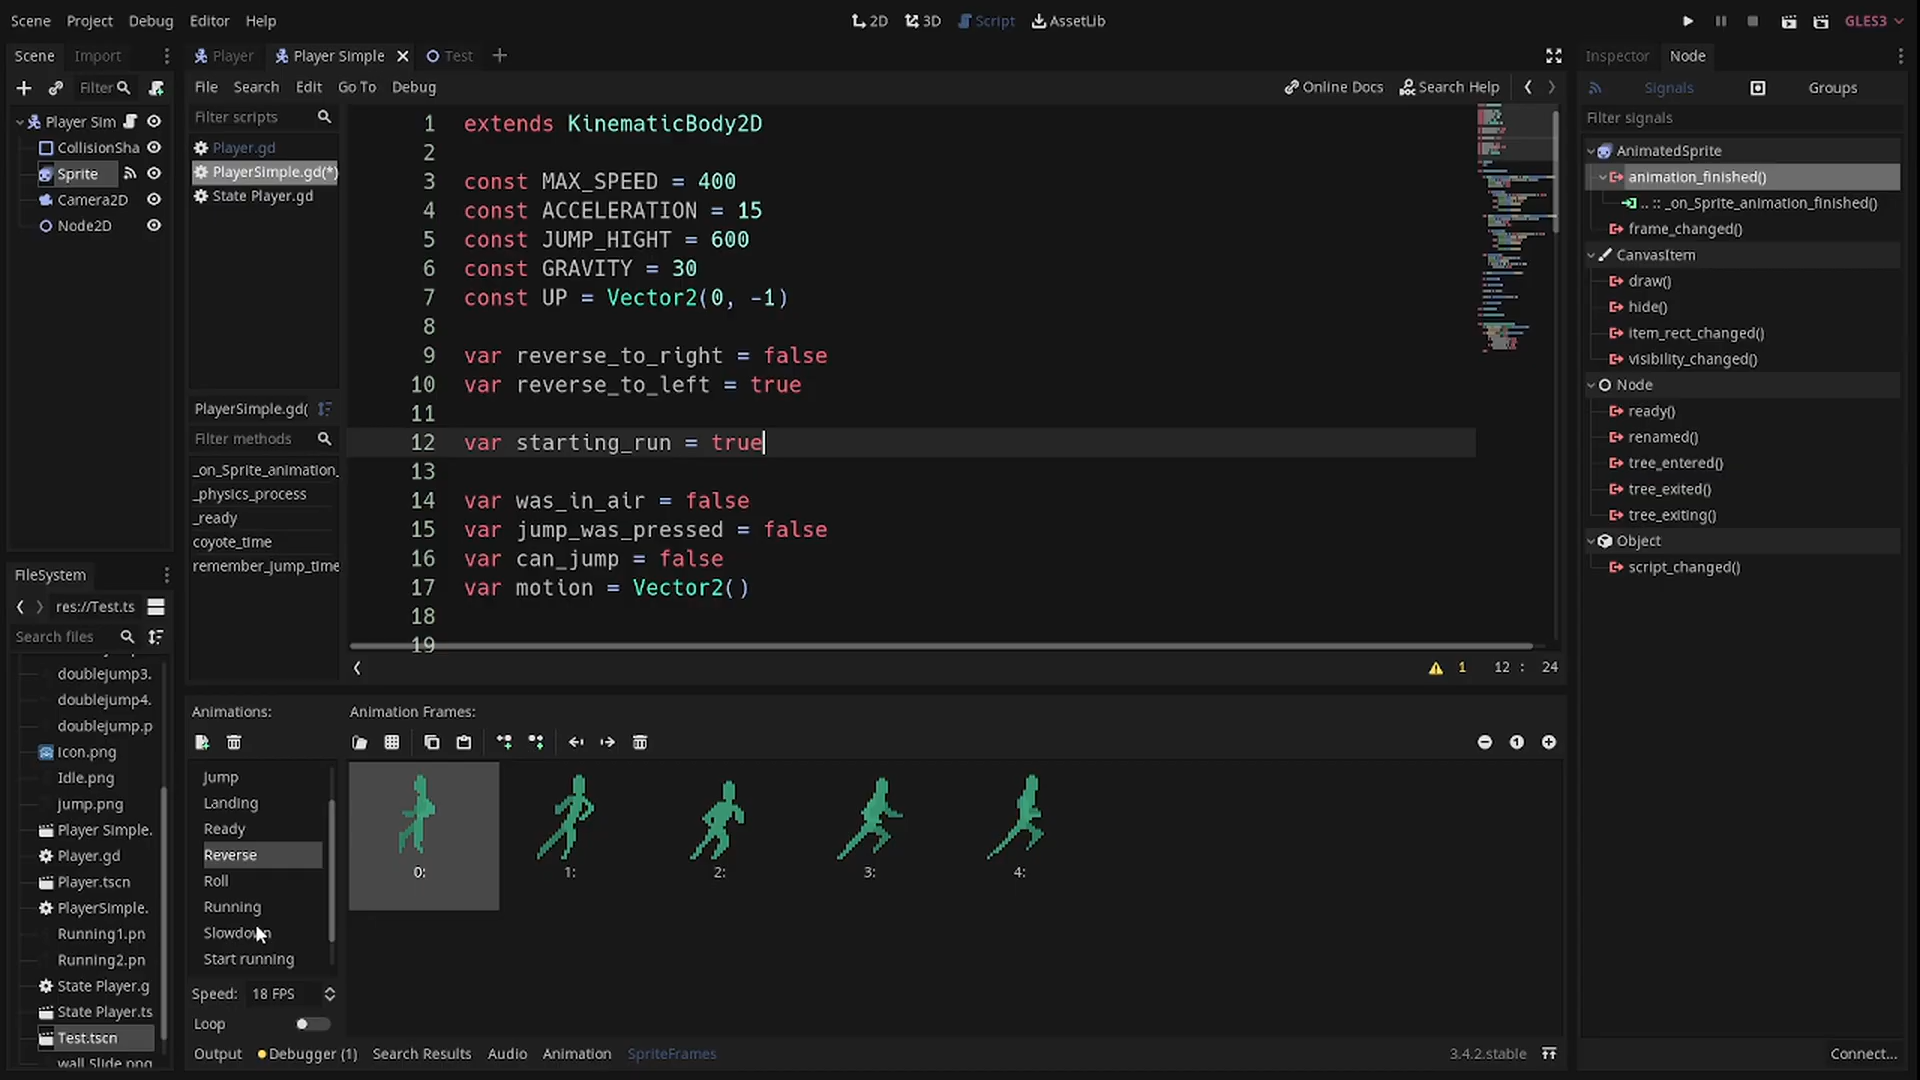 Scene Project Debug Editor Help
2D 3D Script AssetLib
GLES3
Scene Import
Player Player Simple Test
Inspector Node
Filter
File Search Edit Go To Debug
Online Docs Search Help
Signals Groups
Player Sim
CollisionSha
Sprite
Camera2D
Node2D
Filter scripts
Player.gd
PlayerSimple.gd(*)
State Player.gd
PlayerSimple.gd(
Filter methods
_on_Sprite_animation_
_physics_process
_ready
coyote_time
remember_jump_time
1 extends KinematicBody2D
2
3 const MAX_SPEED = 400
4 const ACCELERATION = 15
5 const JUMP_HIGHT = 600
6 const GRAVITY = 30
7 const UP = Vector2(0, -1)
8
9 var reverse_to_right = false
10 var reverse_to_left = true
11
12 var starting_run = true
13
14 var was_in_air = false
15 var jump_was_pressed = false
16 var can_jump = false
17 var motion = Vector2()
18
19
1 12 : 24
Filter signals
AnimatedSprite
animation_finished()
.. :: _on_Sprite_animation_finished()
frame_changed()
CanvasItem
draw()
hide()
item_rect_changed()
visibility_changed()
Node
ready()
renamed()
tree_entered()
tree_exited()
tree_exiting()
Object
script_changed()
Connect...
FileSystem
res://Test.ts
Search files
doublejump3.
doublejump4.
doublejump.p
Icon.png
Idle.png
jump.png
Player Simple.
Player.gd
Player.tscn
PlayerSimple.
Running1.pn
Running2.pn
State Player.g
State Player.ts
Test.tscn
wall Slide.png
Animations:
Animation Frames:
Jump
Landing
Ready
Reverse
Roll
Running
Slowdown
Start running
Speed: 18 FPS
Loop
0: 1: 2: 3: 4:
Output Debugger (1) Search Results Audio Animation SpriteFrames
3.4.2.stable